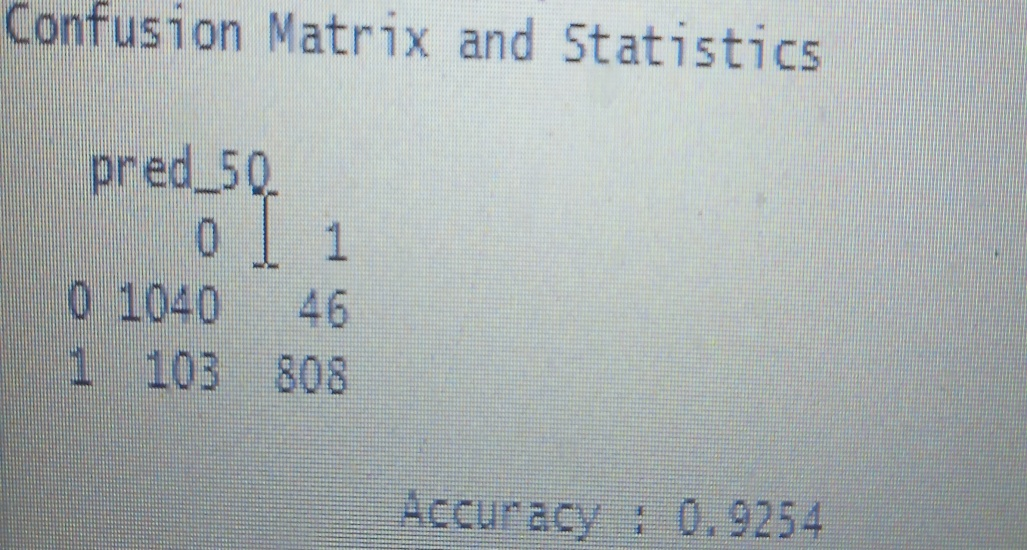 Confusion Matrix and Statistics
pred_50
0 1
0 1040 46
1 103 808
Accuracy : 0.9254